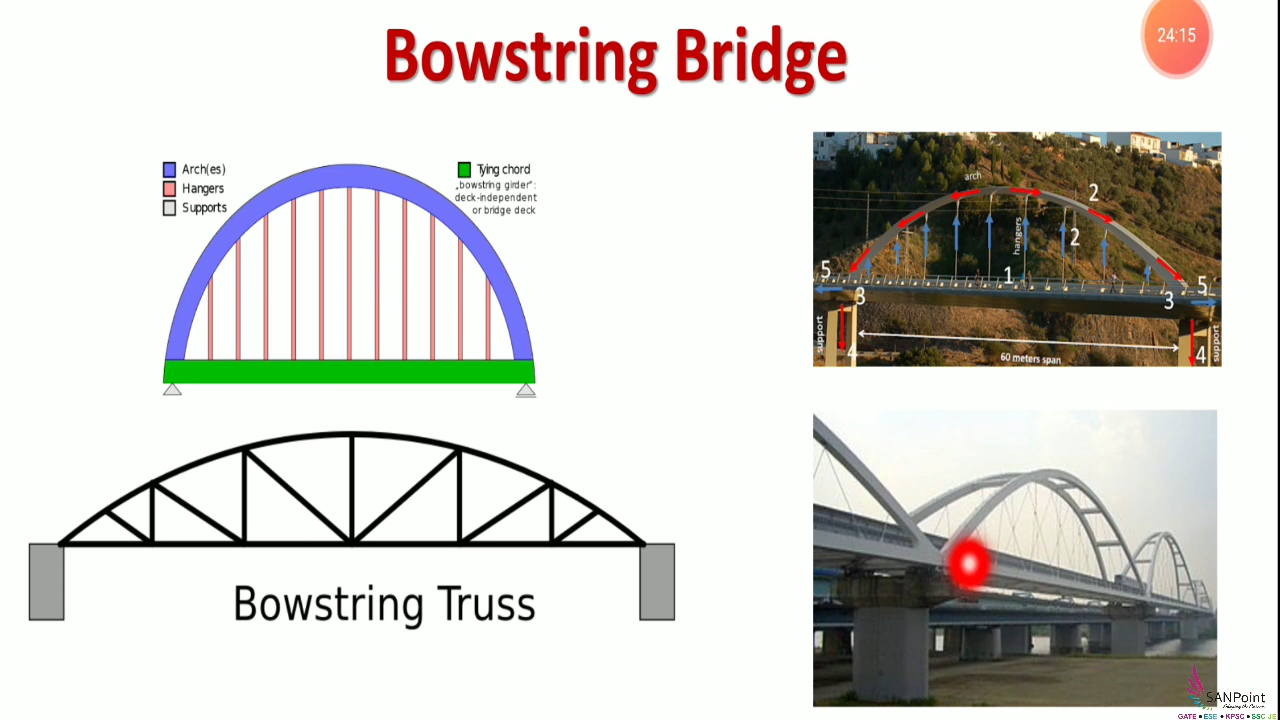 Bowstring Bridge
24:15
Arch(es)
Hangers
Supports
Tying chord
„bowstring girder":
deck-independent
or bridge deck
arch
2
hangers
2
1
5
5
3
3
support
4
60 meters span
4
support
Bowstring Truss
SANPoint
GATE • ESE • KPSC • SSC-JE